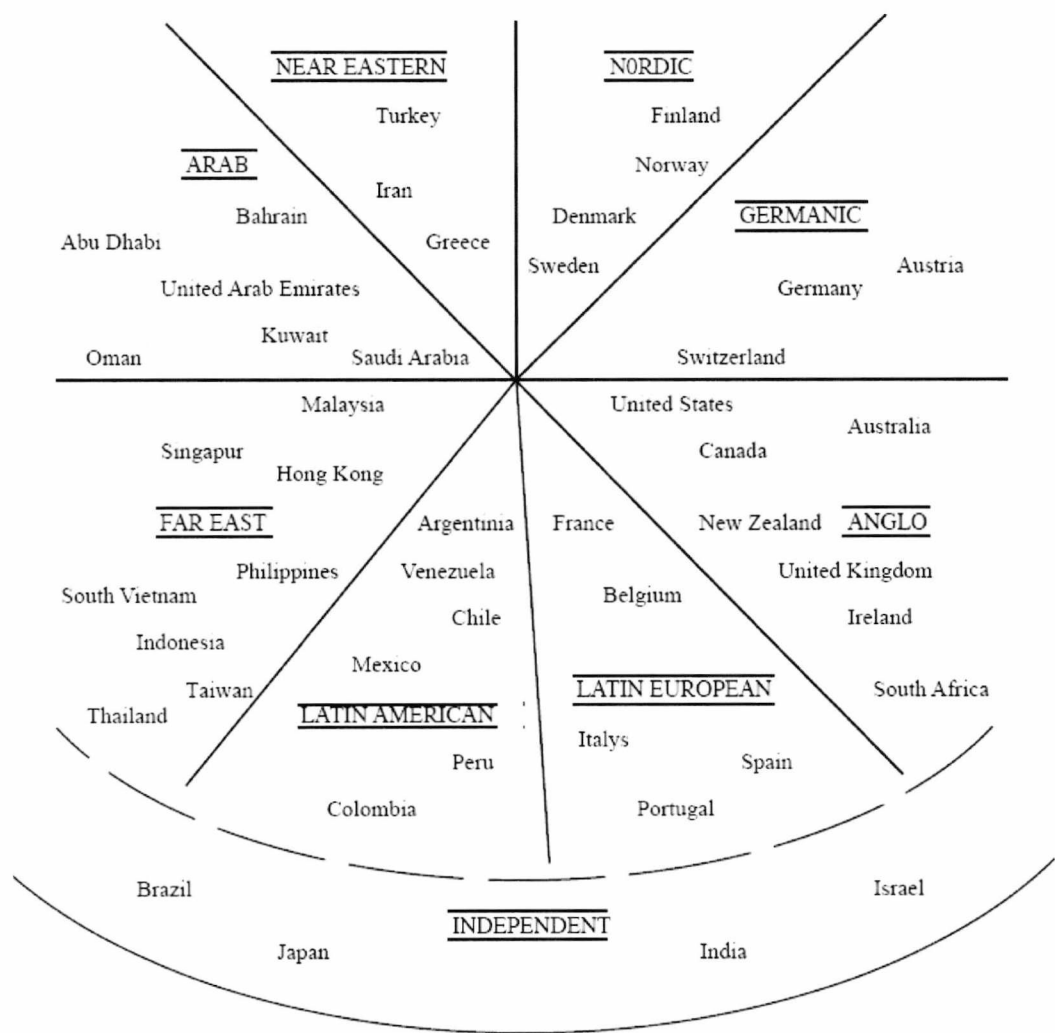 NEAR EASTERN
Turkey
Iran
Greece
N0RDIC
Finland
Norway
Denmark
Sweden
ARAB
Bahrain
Abu Dhabi
United Arab Emirates
Kuwait
Oman
Saudi Arabia
GERMANIC
Austria
Germany
Switzerland
Malaysia
Singapur
Hong Kong
FAR EAST
Philippines
South Vietnam
Indonesia
Taiwan
Thailand
Argentinia
Venezuela
Chile
Mexico
LATIN AMERICAN
Peru
Colombia
France
Belgium
LATIN EUROPEAN
Italys
Spain
Portugal
United States
Australia
Canada
New Zealand
ANGLO
United Kingdom
Ireland
South Africa
Brazil
Israel
INDEPENDENT
Japan
India